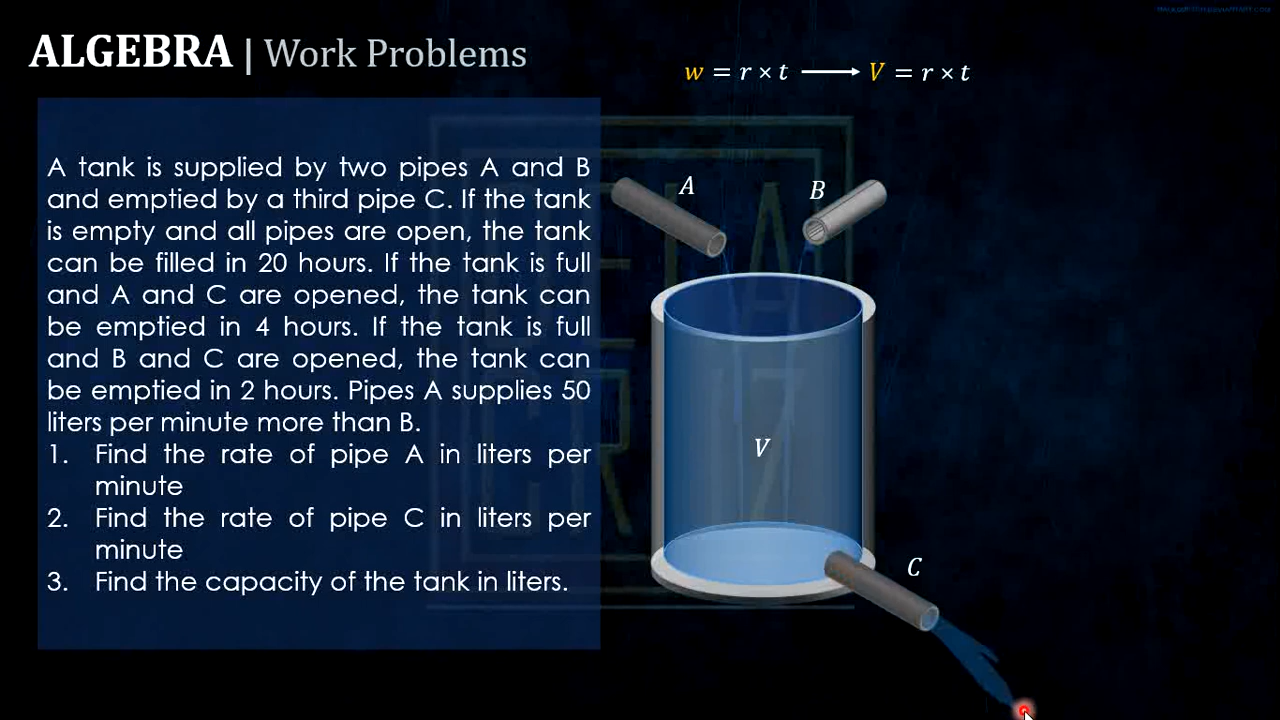 ALGEBRA | Work Problems
w = r × t ⟶ V = r × t
A tank is supplied by two pipes A and B
and emptied by a third pipe C. If the tank
is empty and all pipes are open, the tank
can be filled in 20 hours. If the tank is full
and A and C are opened, the tank can
be emptied in 4 hours. If the tank is full
and B and C are opened, the tank can
be emptied in 2 hours. Pipes A supplies 50
liters per minute more than B.
1. Find the rate of pipe A in liters per
minute
2. Find the rate of pipe C in liters per
minute
3. Find the capacity of the tank in liters.
A
B
V
C